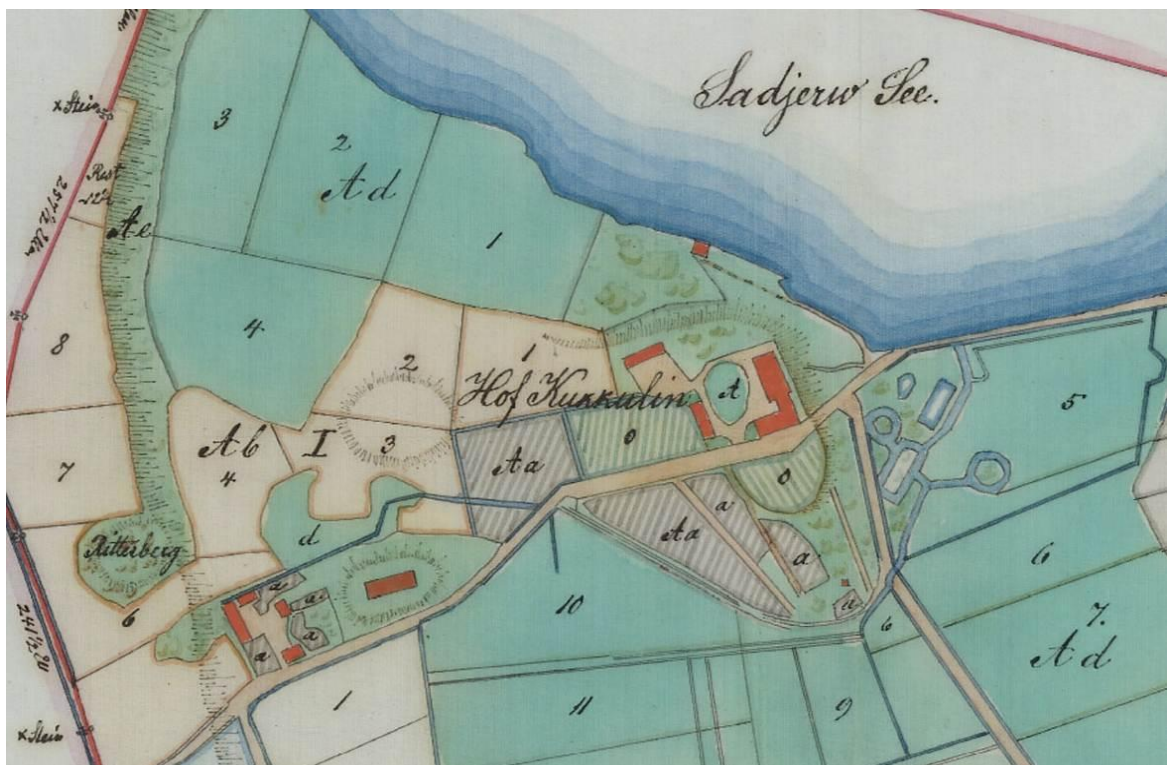 Sadjerw See.
x Stein
3
2
Ad
Rest
Ae
1
4
8
2
1
Hof Kukkulin
A
5
Ab
I
3
0
7
4
Aa
0
a
Aa
d
Ritterberg
a
6
6
a
10
a
a
a
a
6
7.
Ad
1
11
9
x Stein